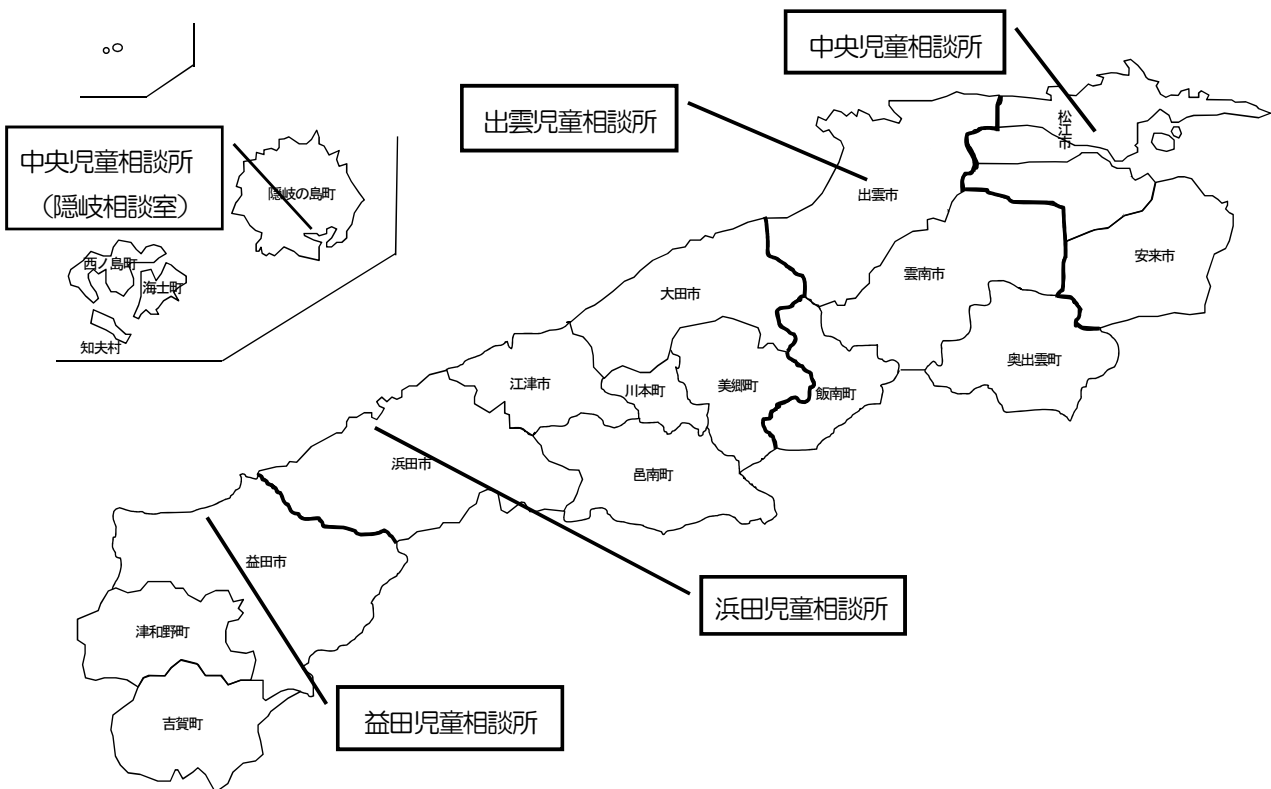 中央児童相談所
出雲児童相談所
松江市
中央児童相談所
（隠岐相談室）
隠岐の島町
出雲市
西ノ島町
海士町
知夫村
安来市
雲南市
大田市
奥出雲町
江津市
川本町
美郷町
飯南町
浜田市
邑南町
益田市
浜田児童相談所
津和野町
益田児童相談所
吉賀町